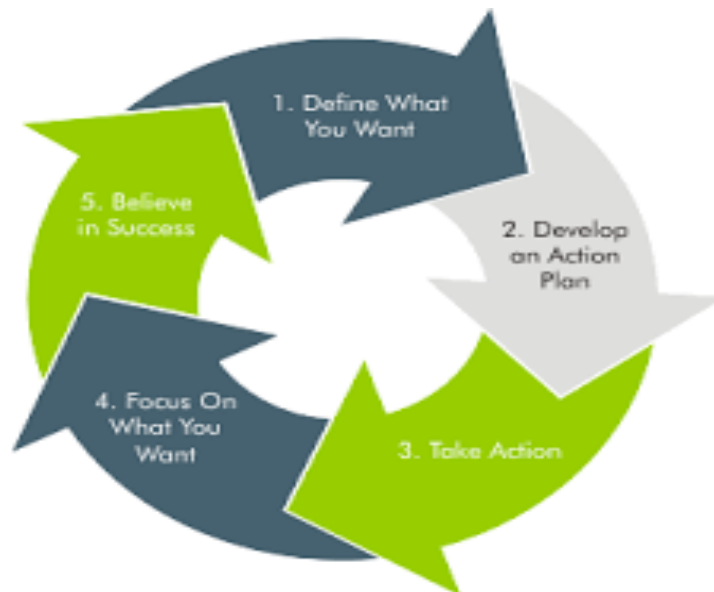 1. Define What
You Want
2. Develop
an Action
Plan
3. Take Action
4. Focus On
What You
Want
5. Believe
in Success